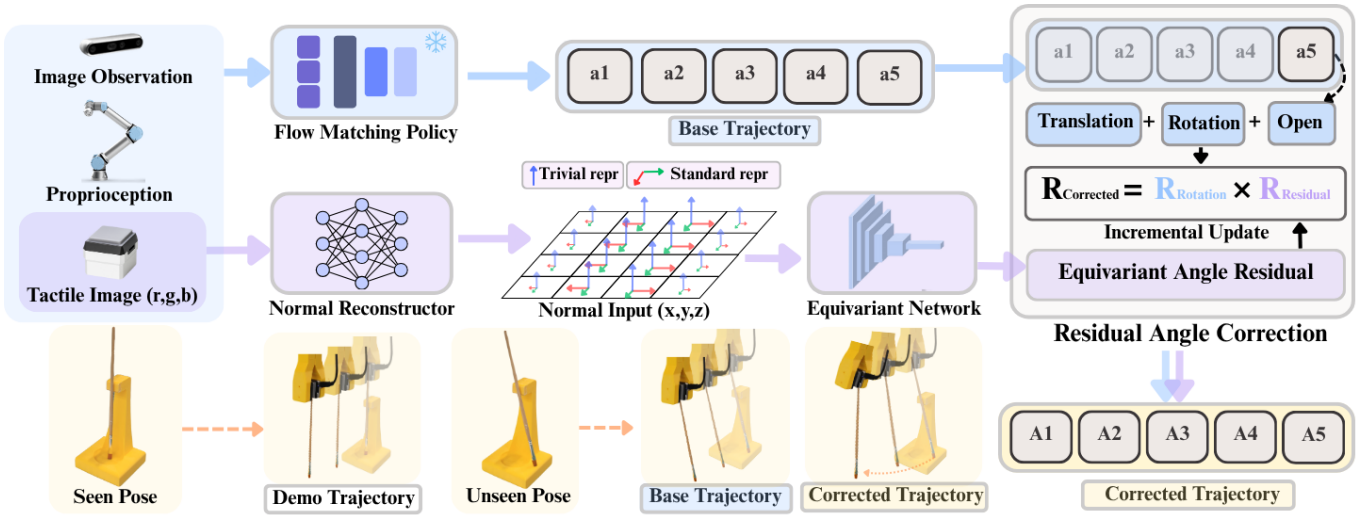 Image Observation
Proprioception
Tactile Image (r,g,b)
Flow Matching Policy
a1 a2 a3 a4 a5
Base Trajectory
Normal Reconstructor
Trivial repr
Standard repr
Normal Input (x,y,z)
Equivariant Network
a1 a2 a3 a4 a5
Translation + Rotation + Open
R Corrected = R Rotation × R Residual
Incremental Update
Equivariant Angle Residual
Residual Angle Correction
A1 A2 A3 A4 A5
Corrected Trajectory
Seen Pose
Demo Trajectory
Unseen Pose
Base Trajectory
Corrected Trajectory